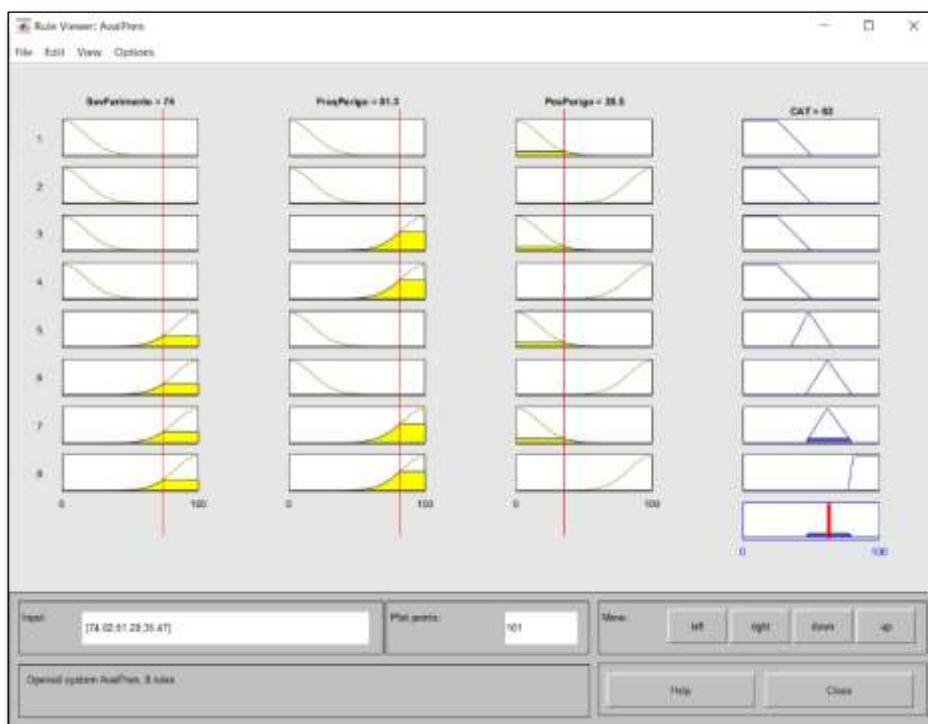 Rule Viewer: AvalPren
File Edit View Options
SevFerimento = 74
FreqPerigo = 81.3
PosPerigo = 35.5
CAT = 63
1
2
3
4
5
6
7
8
0 100
0 100
0 100
0 100
Input:
Plot points:
101
Move:
left
right
down
up
Opened system AvalPren, 8 rules
Help
Close